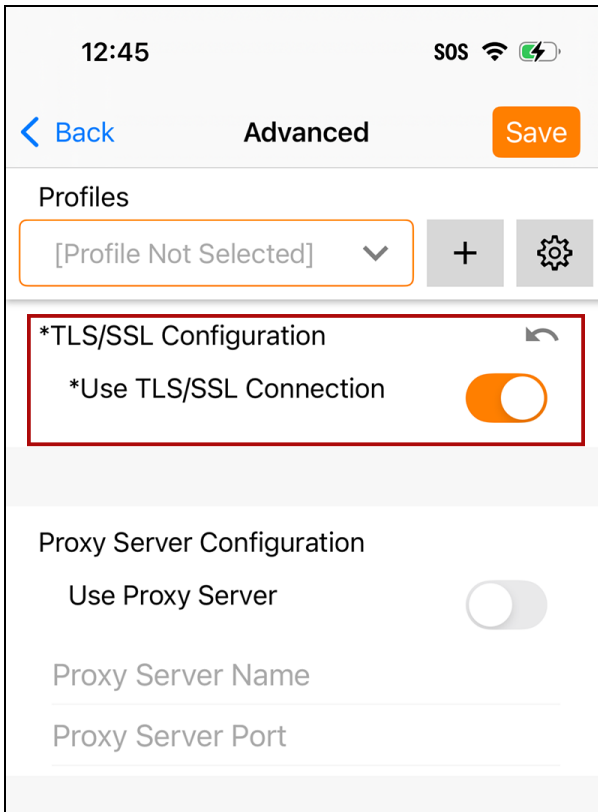 12:45 SOS
Back Advanced Save
Profiles
[Profile Not Selected] +
*TLS/SSL Configuration
*Use TLS/SSL Connection
Proxy Server Configuration
Use Proxy Server
Proxy Server Name
Proxy Server Port